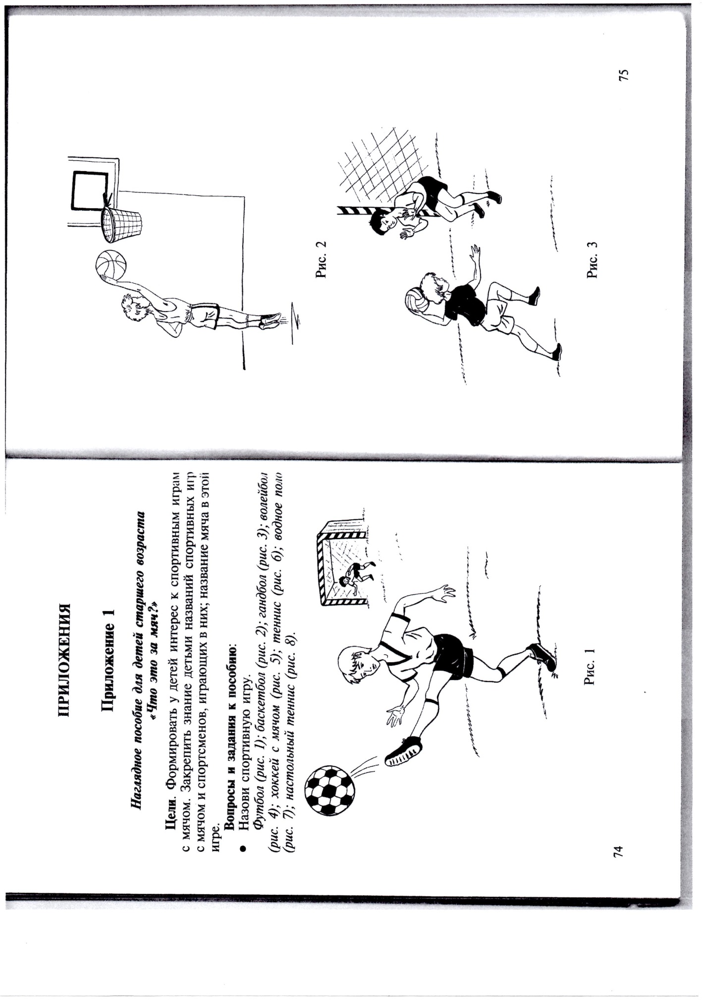 ПРИЛОЖЕНИЯ
Приложение 1
Наглядное пособие для детей старшего возраста
«Что это за мяч?»
Цели. Формировать у детей интерес к спортивным играм
с мячом. Закрепить знание детьми названий спортивных игр
с мячом и спортсменов, играющих в них; название мяча в этой
игре.
Вопросы и задания к пособию:
● Назови спортивную игру.
Футбол (рис. 1); баскетбол (рис. 2); гандбол (рис. 3); волейбол
(рис. 4); хоккей с мячом (рис. 5); теннис (рис. 6); водное поло
(рис. 7); настольный теннис (рис. 8).
Рис. 1
74
Рис. 2
Рис. 3
75